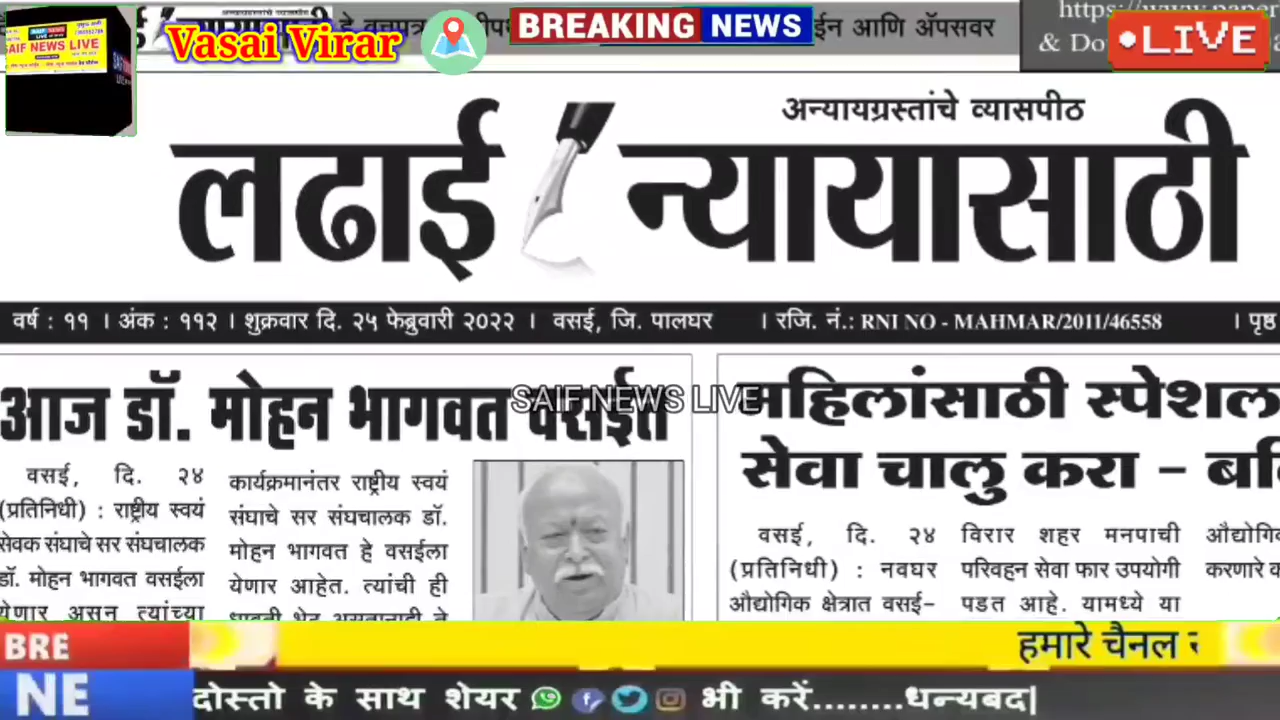 SAIF NEWS LIVE
Vasai Virar
BREAKING NEWS
ईन आणि ॲपसवर
LIVE
अन्यायग्रस्तांचे व्यासपीठ
लढाई न्यायासाठी
वर्ष : ११ । अंक : ११२ । शुक्रवार दि. २५ फेब्रुवारी २०२२ । वसई, जि. पालघर । रजि. नं.: RNI NO - MAHMAR/2011/46558 । पृष्ठ
आज डॉ. मोहन भागवत वसईत
SAIF NEWS LIVE
वसई, दि. २४
(प्रतिनिधी) : राष्ट्रीय स्वयं
सेवक संघाचे सर संघचालक
डॉ. मोहन भागवत वसईला
येणार असून त्यांच्या
कार्यक्रमानंतर राष्ट्रीय स्वयं
संघाचे सर संघचालक डॉ.
मोहन भागवत हे वसईला
येणार आहेत. त्यांची ही
महिलांसाठी स्पेशल
सेवा चालु करा -
वसई, दि. २४
(प्रतिनिधी) : नवघर
औद्योगिक क्षेत्रात वसई-
विरार शहर मनपाची
परिवहन सेवा फार उपयोगी
पडत आहे. यामध्ये या
करणारे
BRE
NE
हमारे चैनल
दोस्तो के साथ शेयर भी करें........धन्यबद|